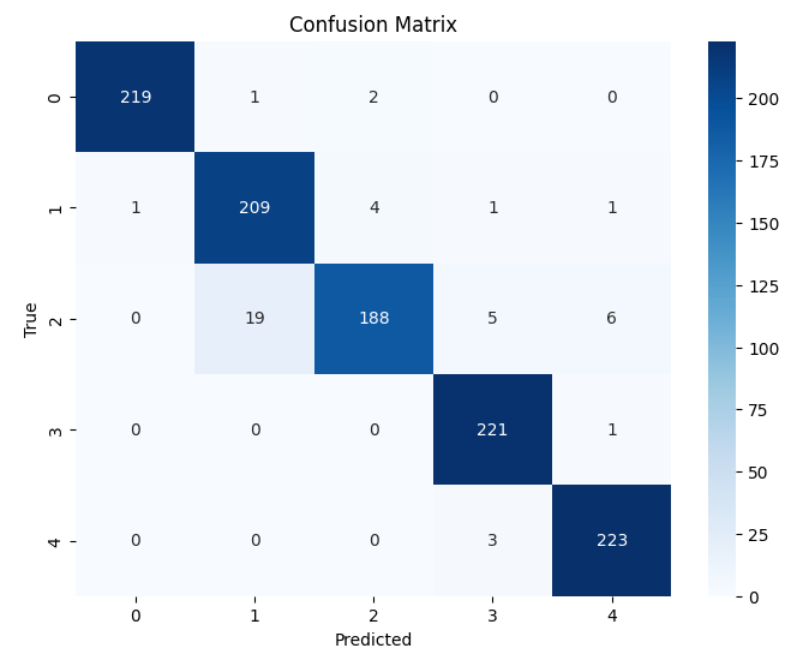 Confusion Matrix
0 219 1 2 0 0
1 1 209 4 1 1
2 0 19 188 5 6
3 0 0 0 221 1
4 0 0 0 3 223
0 1 2 3 4
True
Predicted
200
175
150
125
100
75
50
25
0